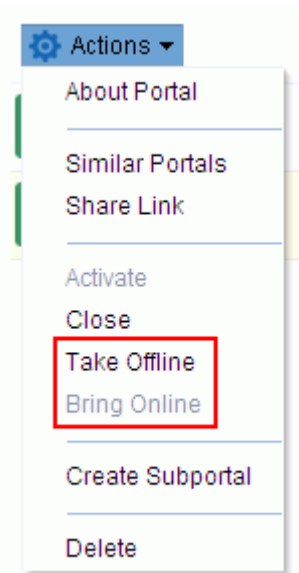 Actions
About Portal
Similar Portals
Share Link
Activate
Close
Take Offline
Bring Online
Create Subportal
Delete